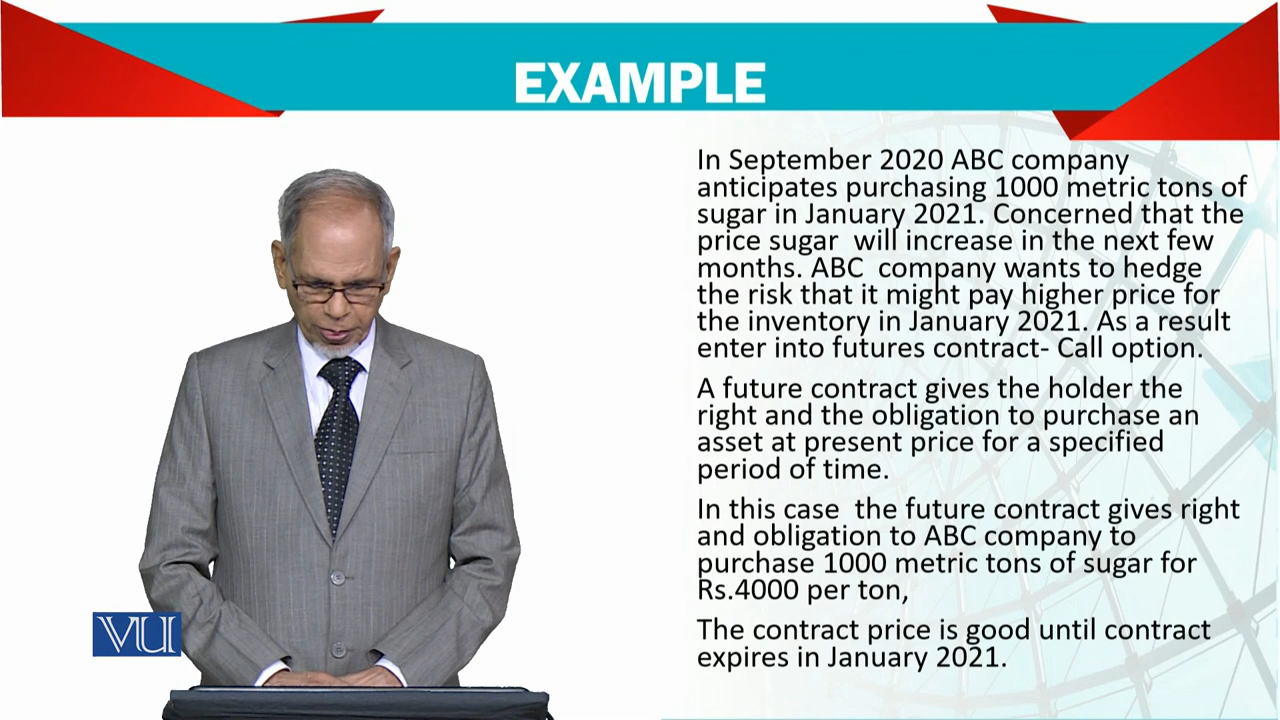 EXAMPLE
In September 2020 ABC company
anticipates purchasing 1000 metric tons of
sugar in January 2021. Concerned that the
price sugar  will increase in the next few
months. ABC  company wants to hedge
the risk that it might pay higher price for
the inventory in January 2021. As a result
enter into futures contract- Call option.
A future contract gives the holder the
right and the obligation to purchase an
asset at present price for a specified
period of time.
In this case  the future contract gives right
and obligation to ABC company to
purchase 1000 metric tons of sugar for
Rs.4000 per ton,
The contract price is good until contract
expires in January 2021.
VU